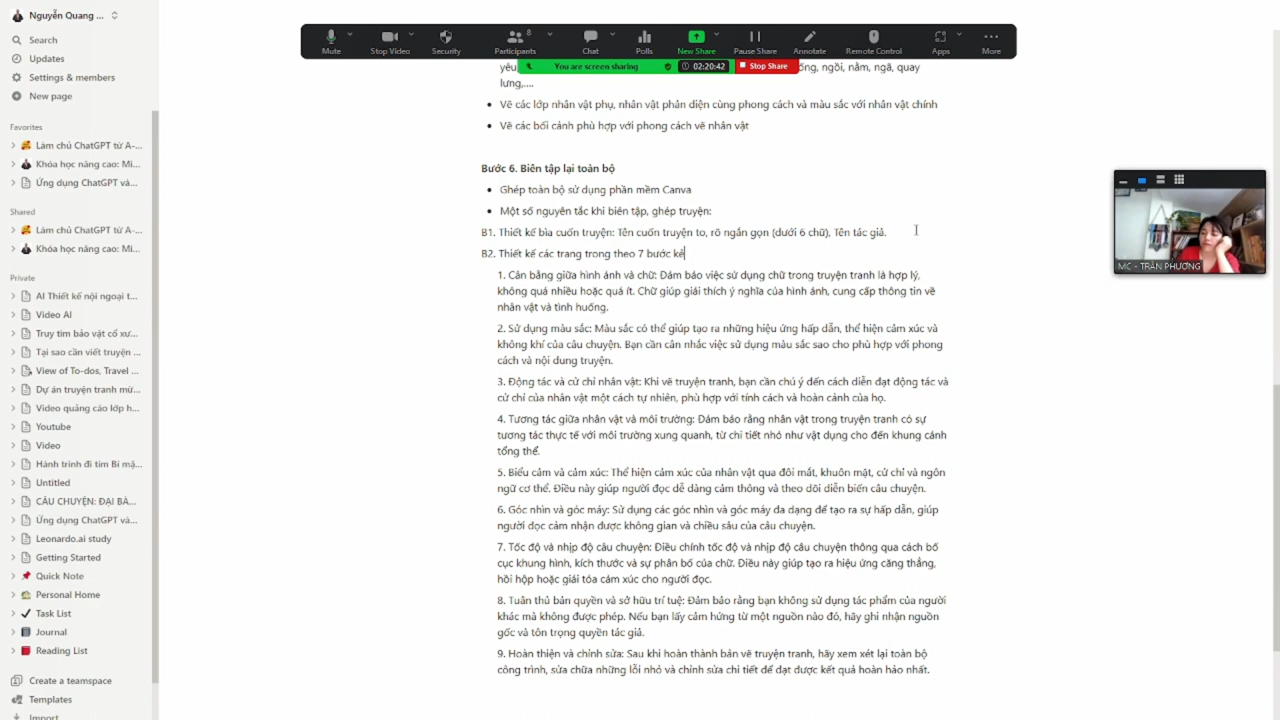 Nguyễn Quang ...
Search
Updates
Settings & members
New page
Favorites
Làm chủ ChatGPT từ A-...
Khóa học nâng cao: Mi...
Ứng dụng ChatGPT và...
Shared
Làm chủ ChatGPT từ A-...
Khóa học nâng cao: Mi...
Private
AI Thiết kế nội ngoại t...
Video AI
Truy tìm bảo vật cổ xư...
Tại sao cần viết truyện ...
View of To-dos, Travel ...
Dự án truyện tranh mừ...
Video quảng cáo lớp h...
Youtube
Video
Hành trình đi tìm Bí mậ...
Untitled
CÂU CHUYỆN: ĐẠI BÀ...
Ứng dụng ChatGPT và...
Leonardo.ai study
Getting Started
Quick Note
Personal Home
Task List
Journal
Reading List
Create a teamspace
Templates
Import
Mute
Stop Video
Security
Participants
8
Chat
Polls
New Share
Pause Share
Annotate
Remote Control
Apps
More
You are screen sharing
02:20:42
Stop Share
yêu ngồi, nằm, ngã, quay
lưng,....
• Vẽ các lớp nhân vật phụ, nhân vật phản diện cùng phong cách và màu sắc với nhân vật chính
• Vẽ các bối cảnh phù hợp với phong cách vẽ nhân vật
Bước 6. Biên tập lại toàn bộ
• Ghép toàn bộ sử dụng phần mềm Canva
• Một số nguyên tắc khi biên tập, ghép truyện:
B1. Thiết kế bìa cuốn truyện: Tên cuốn truyện to, rõ ngắn gọn (dưới 6 chữ), Tên tác giả.
B2. Thiết kế các trang trong theo 7 bước kê
1. Cân bằng giữa hình ảnh và chữ: Đảm bảo việc sử dụng chữ trong truyện tranh là hợp lý,
không quá nhiều hoặc quá ít. Chữ giúp giải thích ý nghĩa của hình ảnh, cung cấp thông tin về
nhân vật và tình huống.
2. Sử dụng màu sắc: Màu sắc có thể giúp tạo ra những hiệu ứng hấp dẫn, thể hiện cảm xúc và
không khí của câu chuyện. Bạn cần cân nhắc việc sử dụng màu sắc sao cho phù hợp với phong
cách và nội dung truyện.
3. Động tác và cử chỉ nhân vật: Khi vẽ truyện tranh, bạn cần chú ý đến cách diễn đạt động tác và
cử chỉ của nhân vật một cách tự nhiên, phù hợp với tính cách và hoàn cảnh của họ.
4. Tương tác giữa nhân vật và môi trường: Đảm bảo rằng nhân vật trong truyện tranh có sự
tương tác thực tế với môi trường xung quanh, từ chi tiết nhỏ như vật dụng cho đến khung cảnh
tổng thể.
5. Biểu cảm và cảm xúc: Thể hiện cảm xúc của nhân vật qua đôi mắt, khuôn mặt, cử chỉ và ngôn
ngữ cơ thể. Điều này giúp người đọc dễ dàng cảm thông và theo dõi diễn biến câu chuyện.
6. Góc nhìn và góc máy: Sử dụng các góc nhìn và góc máy đa dạng để tạo ra sự hấp dẫn, giúp
người đọc cảm nhận được không gian và chiều sâu của câu chuyện.
7. Tốc độ và nhịp độ câu chuyện: Điều chỉnh tốc độ và nhịp độ câu chuyện thông qua cách bố
cục khung hình, kích thước và sự phân bố của chữ. Điều này giúp tạo ra hiệu ứng căng thẳng,
hồi hộp hoặc giải tỏa cảm xúc cho người đọc.
8. Tuân thủ bản quyền và sở hữu trí tuệ: Đảm bảo rằng bạn không sử dụng tác phẩm của người
khác mà không được phép. Nếu bạn lấy cảm hứng từ một nguồn nào đó, hãy ghi nhận nguồn
gốc và tôn trọng quyền tác giả.
9. Hoàn thiện và chỉnh sửa: Sau khi hoàn thành bản vẽ truyện tranh, hãy xem xét lại toàn bộ
công trình, sửa chữa những lỗi nhỏ và chỉnh sửa chi tiết để đạt được kết quả hoàn hảo nhất.
MC - TRẦN PHƯƠNG